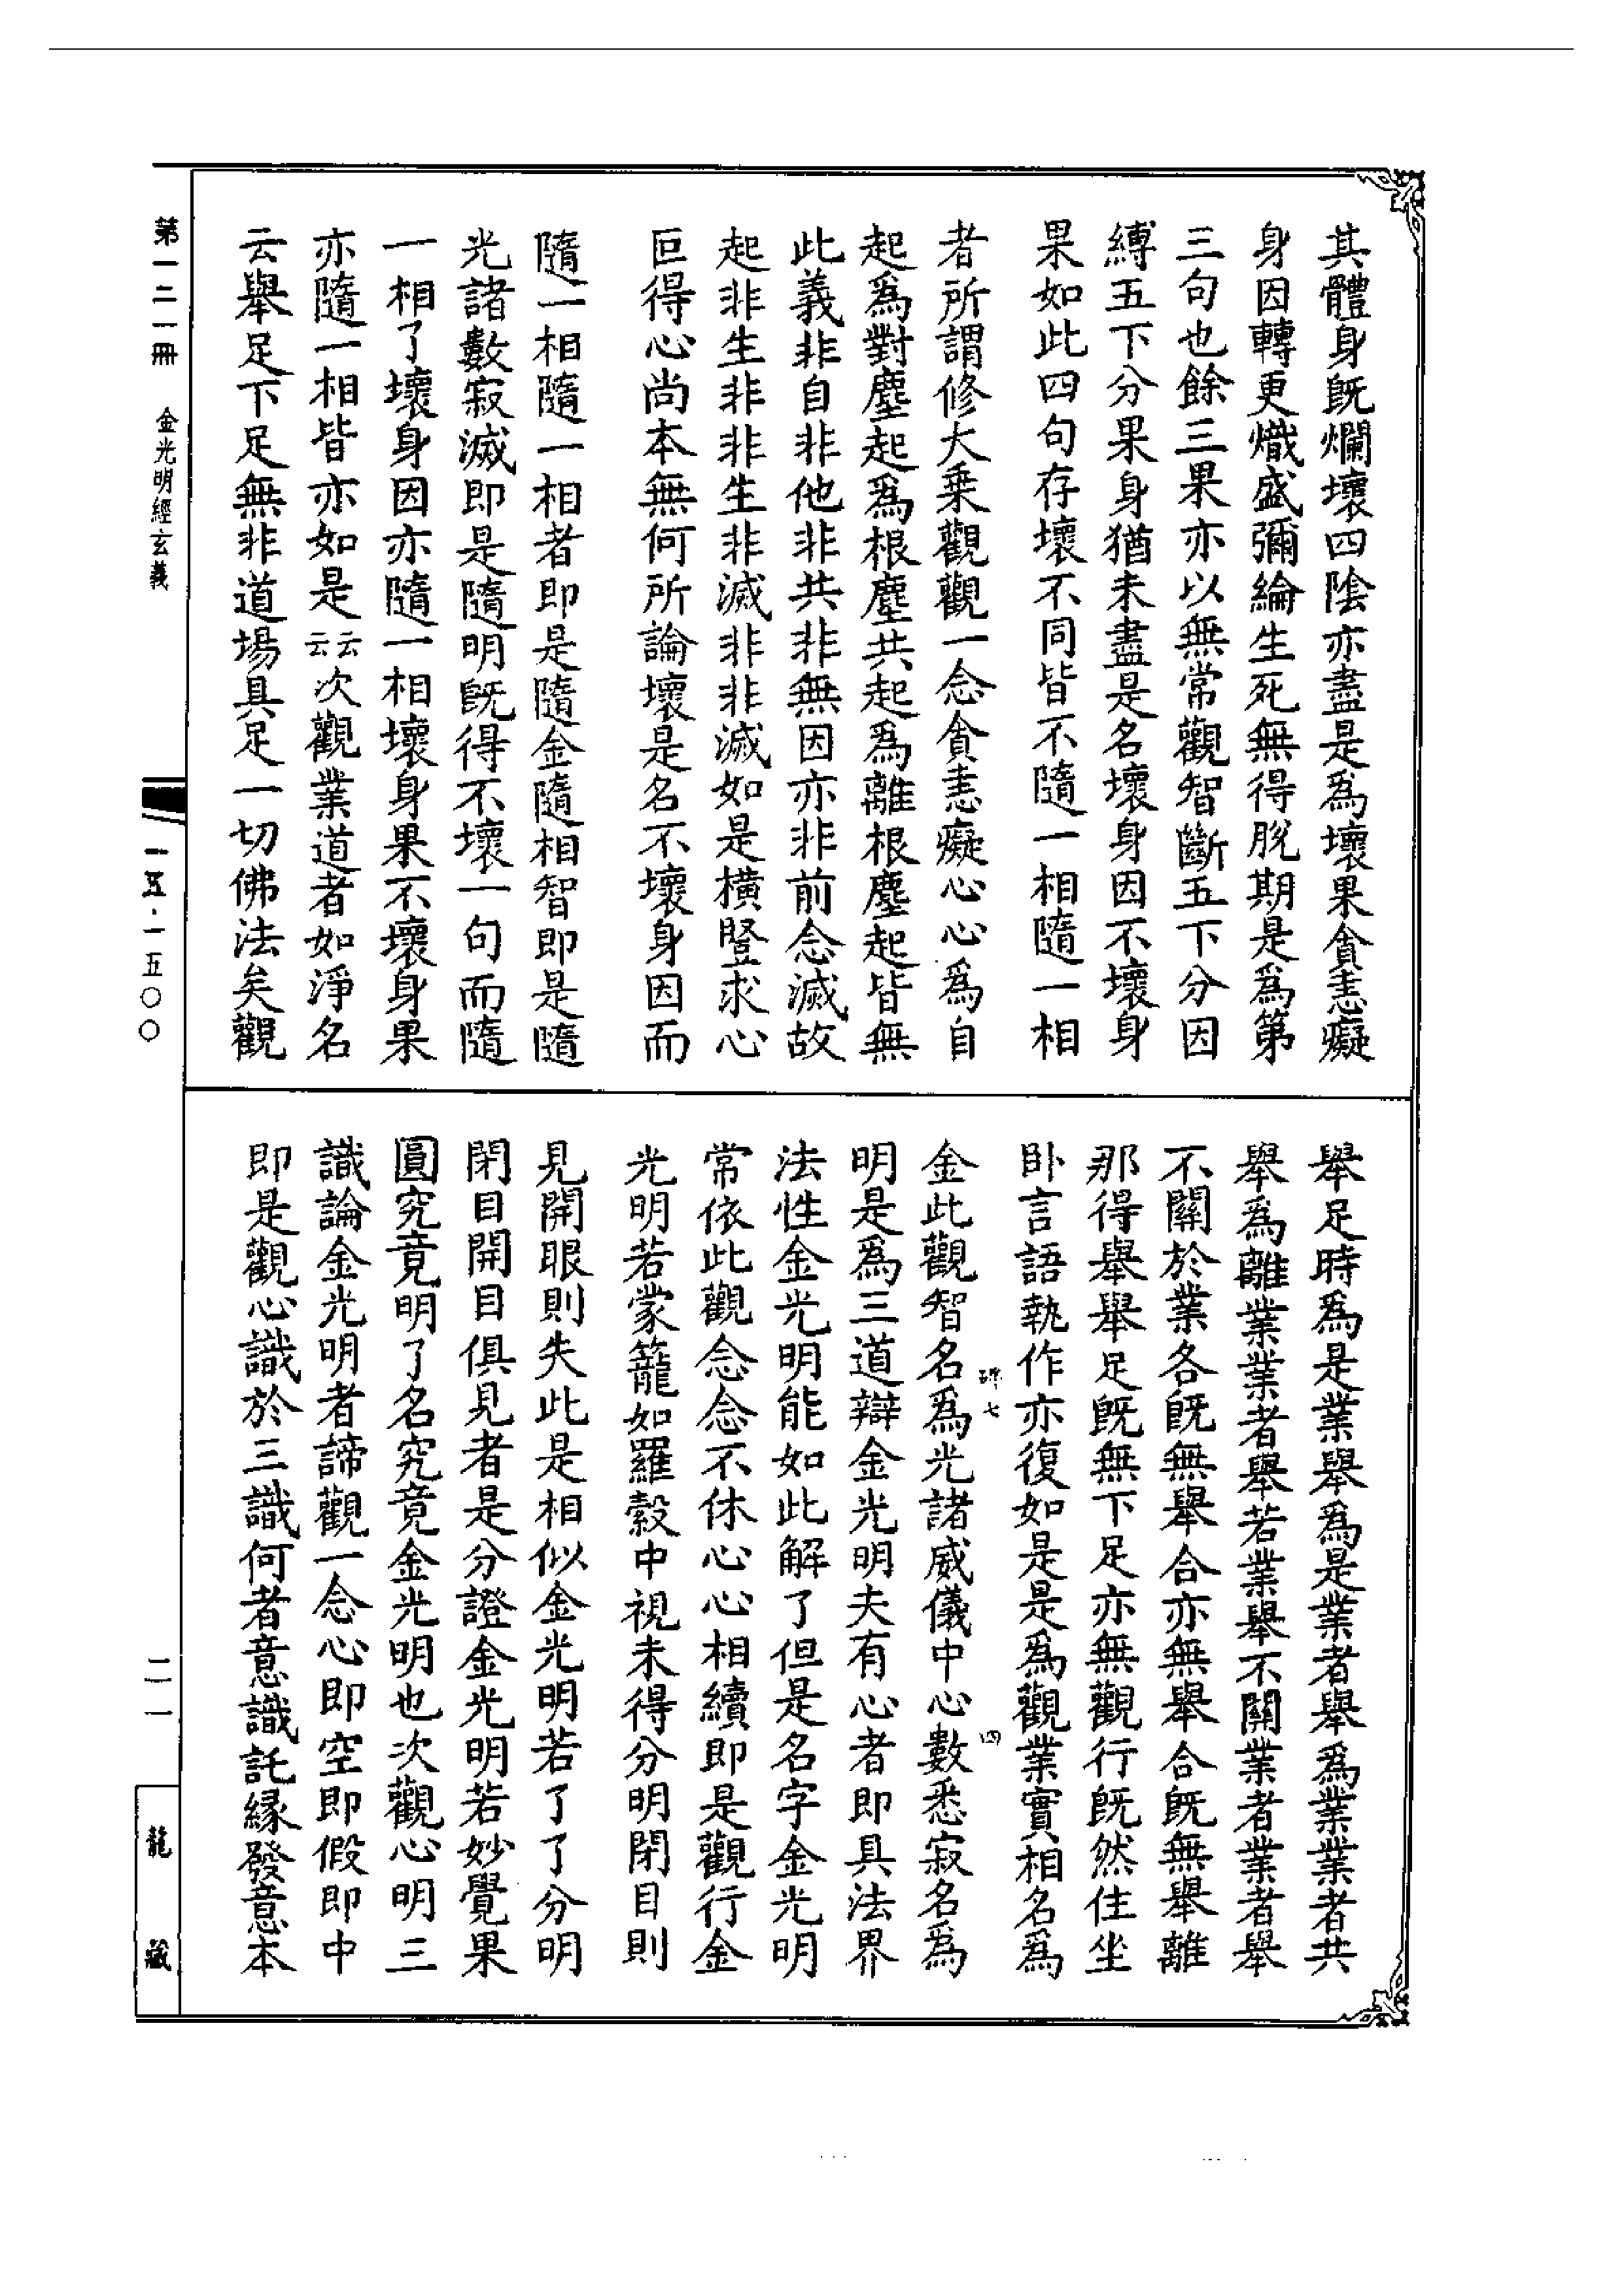 其體身旣爛壞四陰亦盡是爲壞果貪恚癡
身因轉更熾盛彌綸生死無得脫期是爲第
三句也餘三果亦以無常觀智斷五下分因
縛五下分果身猶未盡是名壞身因不壞身
果如此四句存壞不同皆不隨一相隨一相
者所謂修大乗觀觀一念貪恚癡心心爲自
起爲對塵起爲根塵共起爲離根塵起皆無
此義非自非他非共非無因亦非前念滅故
起非生非非生非滅非非滅如是橫豎求心
叵得心尚本無何所論壞是名不壞身因而
隨一相隨一相者即是隨金隨相智即是隨
光諸數寂滅即是隨明旣得不壞一句而隨
一相了壞身因亦隨一相壞身果不壞身果
亦隨一相皆亦如是云云次觀業道者如淨名
云舉足下足無非道場具足一切佛法矣觀
舉足時爲是業舉爲是業者舉爲業業者共
舉爲離業業者舉若業舉不關業者業者舉
不關於業各旣無舉合亦無舉合旣無舉離
那得舉舉足旣無下足亦無觀行旣然住坐
卧言語執作亦復如是是爲觀業實相名爲
金此觀智名爲光諸威儀中心數悉寂名爲
明是爲三道辯金光明夫有心者即具法界
法性金光明能如此解了但是名字金光明
常依此觀念念不休心心相續即是觀行金
光明若蒙籠如羅縠中視未得分明閉目則
見開眼則失此是相似金光明若了了分明
閉目開目俱見者是分證金光明若妙覺果
圓究竟明了名究竟金光明也次觀心明三
識論金光明者諦觀一念心即空即假即中
即是觀心識於三識何者意識託緣發意本
第一二一冊 金光明經玄義
一五·一五〇〇
二一
龍藏
七
四